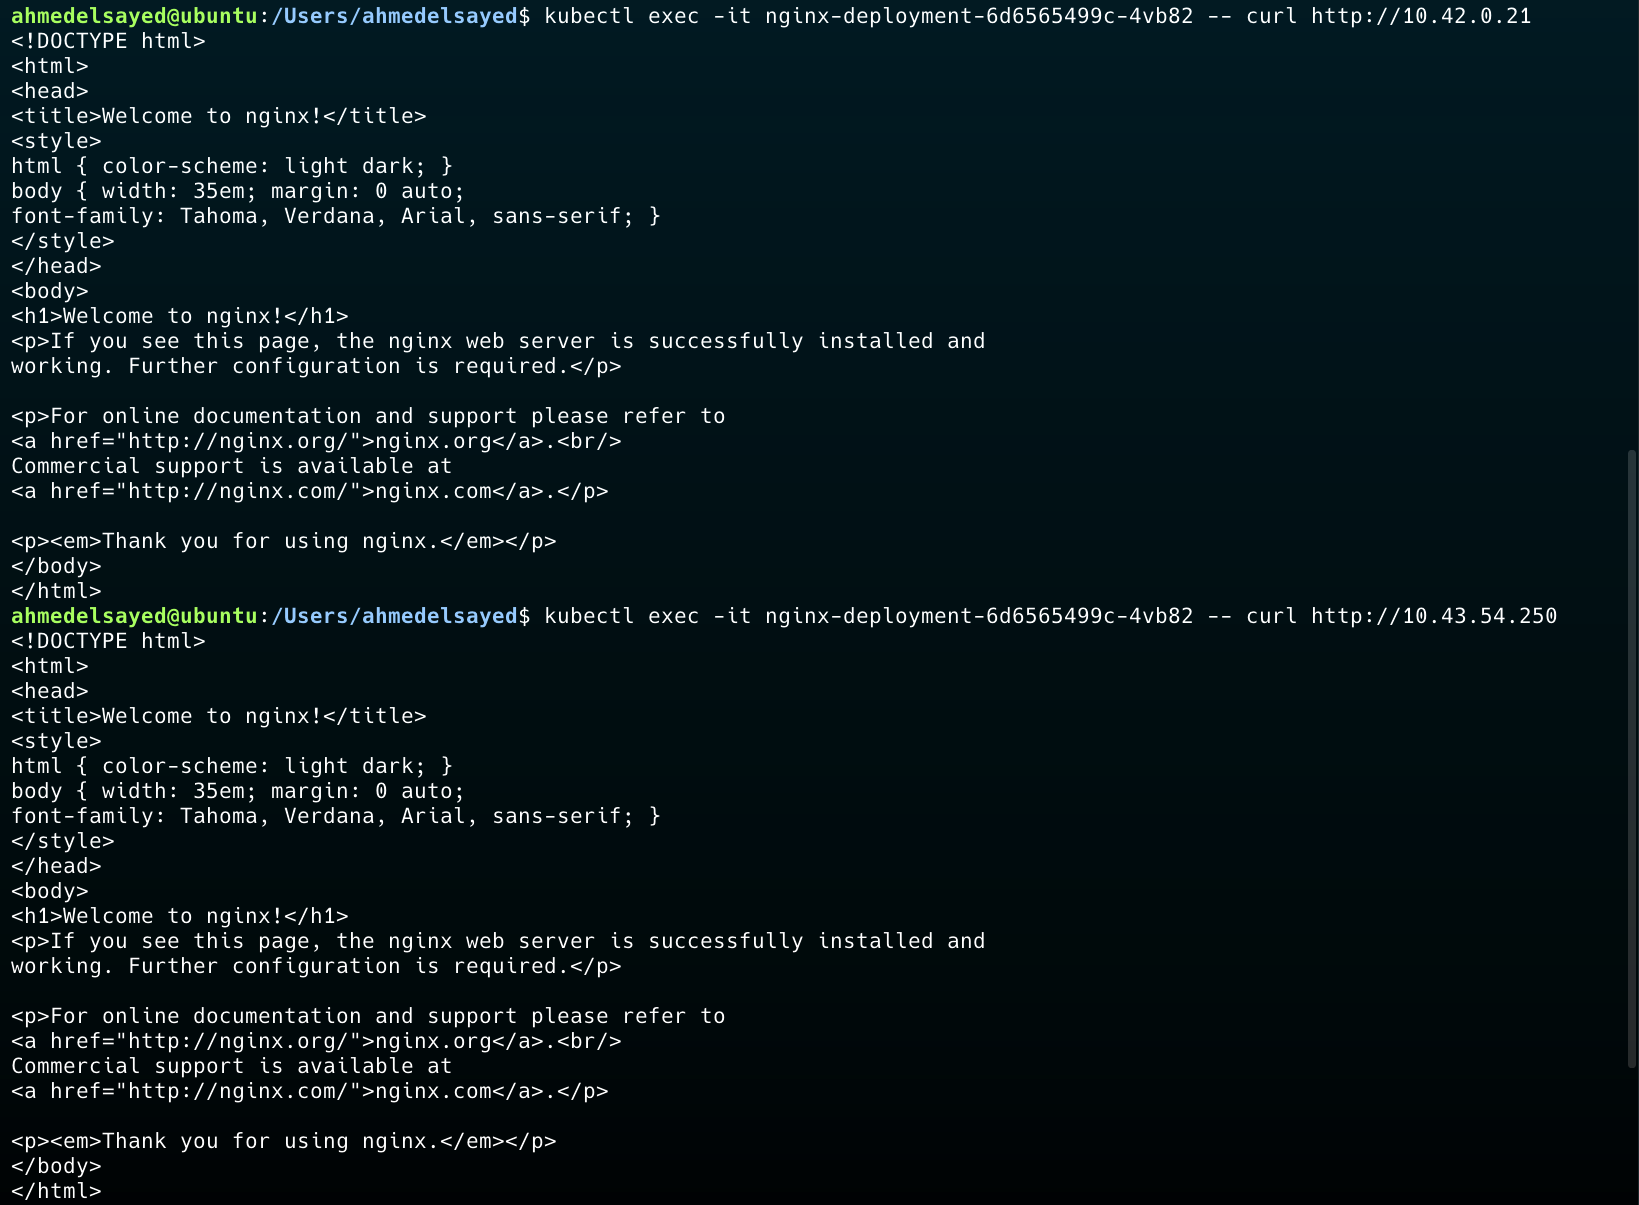 ahmedelsayed@ubuntu:/Users/ahmedelsayed$ kubectl exec -it nginx-deployment-6d6565499c-4vb82 -- curl http://10.42.0.21
<!DOCTYPE html>
<html>
<head>
<title>Welcome to nginx!</title>
<style>
html { color-scheme: light dark; }
body { width: 35em; margin: 0 auto;
font-family: Tahoma, Verdana, Arial, sans-serif; }
</style>
</head>
<body>
<h1>Welcome to nginx!</h1>
<p>If you see this page, the nginx web server is successfully installed and
working. Further configuration is required.</p>

<p>For online documentation and support please refer to
<a href="http://nginx.org/">nginx.org</a>.<br/>
Commercial support is available at
<a href="http://nginx.com/">nginx.com</a>.</p>

<p><em>Thank you for using nginx.</em></p>
</body>
</html>
ahmedelsayed@ubuntu:/Users/ahmedelsayed$ kubectl exec -it nginx-deployment-6d6565499c-4vb82 -- curl http://10.43.54.250
<!DOCTYPE html>
<html>
<head>
<title>Welcome to nginx!</title>
<style>
html { color-scheme: light dark; }
body { width: 35em; margin: 0 auto;
font-family: Tahoma, Verdana, Arial, sans-serif; }
</style>
</head>
<body>
<h1>Welcome to nginx!</h1>
<p>If you see this page, the nginx web server is successfully installed and
working. Further configuration is required.</p>

<p>For online documentation and support please refer to
<a href="http://nginx.org/">nginx.org</a>.<br/>
Commercial support is available at
<a href="http://nginx.com/">nginx.com</a>.</p>

<p><em>Thank you for using nginx.</em></p>
</body>
</html>